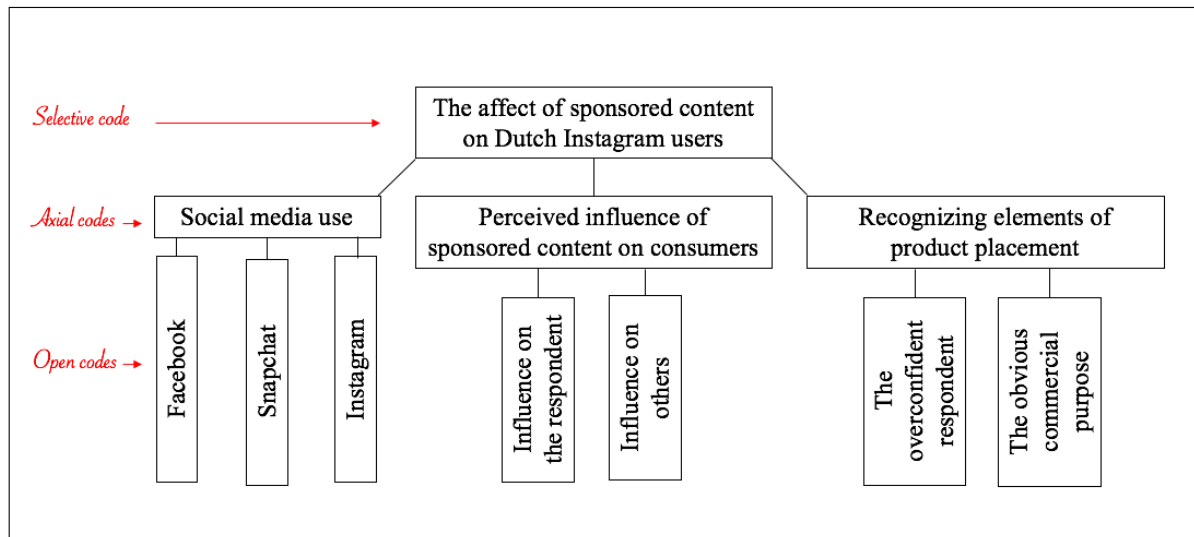 Selective code
The affect of sponsored content
on Dutch Instagram users
Axial codes
Social media use
Perceived influence of
sponsored content on consumers
Recognizing elements of
product placement
Open codes
Facebook
Snapchat
Instagram
Influence on
the respondent
Influence on
others
The
overconfident
respondent
The obvious
commercial
purpose